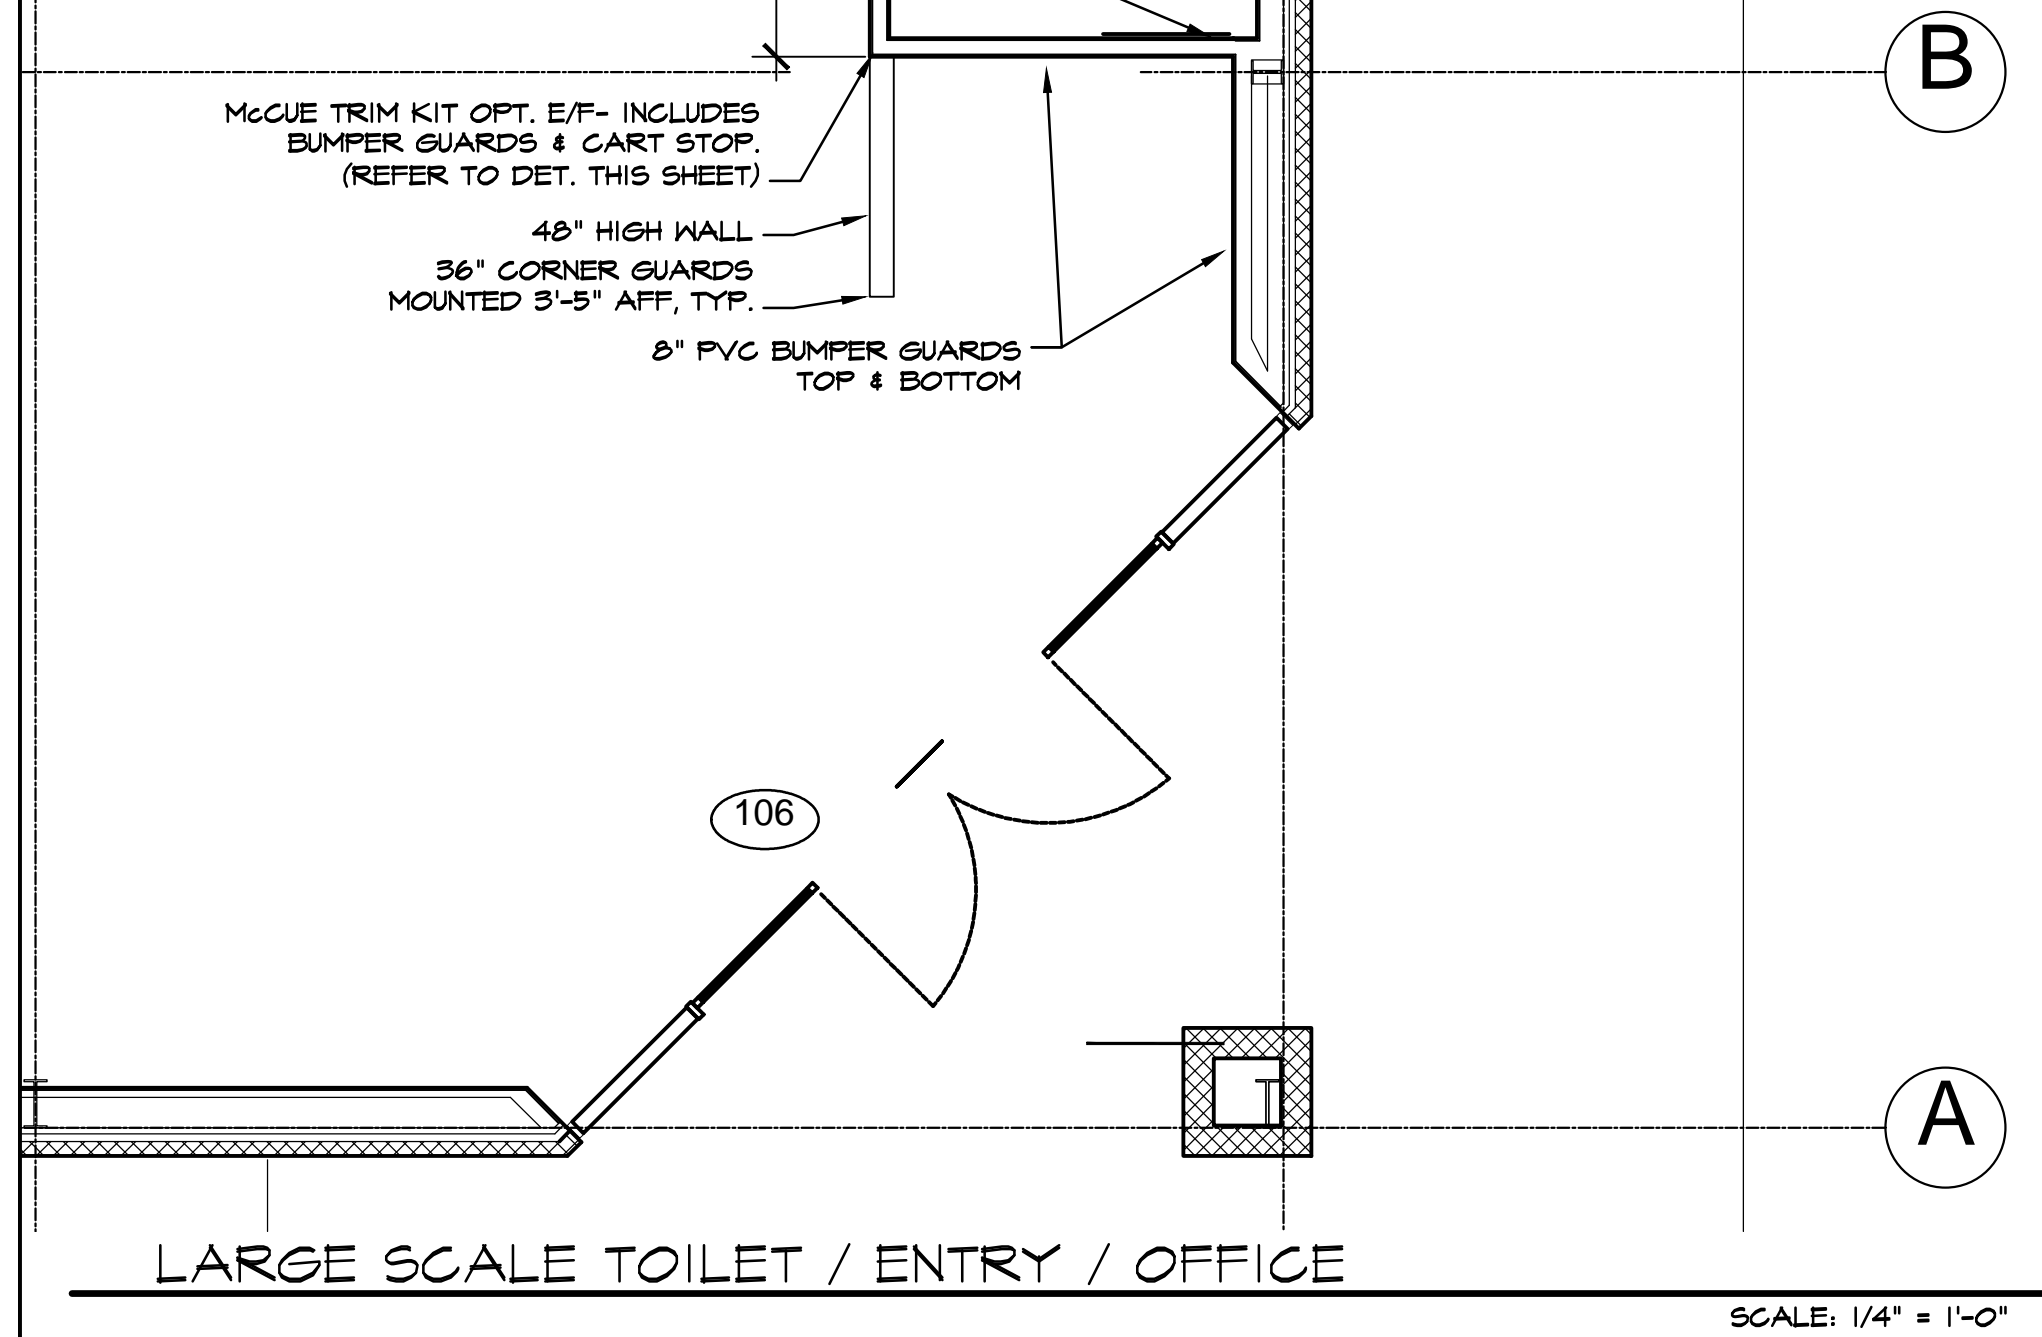 B
McCUE TRIM KIT OPT. E/F- INCLUDES
BUMPER GUARDS & CART STOP.
(REFER TO DET. THIS SHEET)
48" HIGH WALL
36" CORNER GUARDS
MOUNTED 3'-5" AFF, TYP.
8" PVC BUMPER GUARDS
TOP & BOTTOM
106
A
LARGE SCALE TOILET / ENTRY / OFFICE
SCALE: 1/4" = 1'-0"